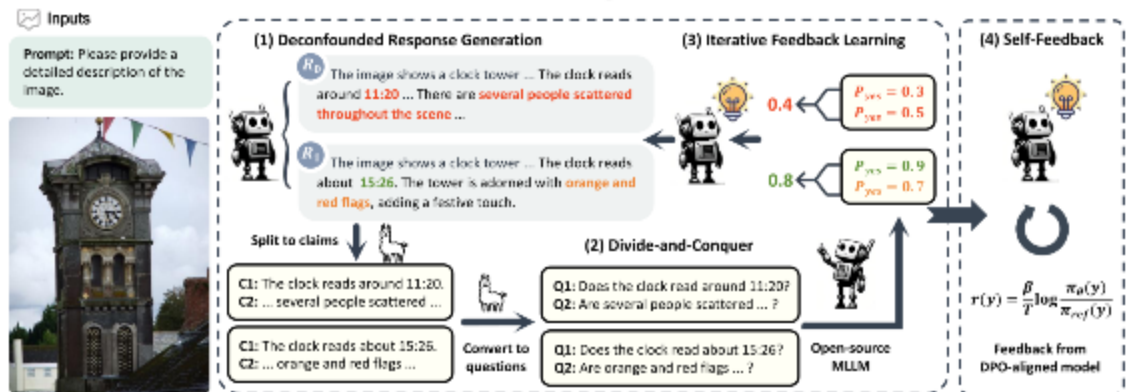 Inputs
Prompt: Please provide a
detailed description of the
image.
(1) Deconfounded Response Generation
R0
The image shows a clock tower ... The clock reads
around 11:20 ... There are several people scattered
throughout the scene ...
R1
The image shows a clock tower ... The clock reads
about 15:26. The tower is adorned with orange and
red flags, adding a festive touch.
Split to claims
C1: The clock reads around 11:20.
C2: ... several people scattered ...
C1: The clock reads about 15:26.
C2: ... orange and red flags ...
Convert to
questions
(2) Divide-and-Conquer
Q1: Does the clock read around 11:20?
Q2: Are several people scattered ... ?
Q1: Does the clock read about 15:26?
Q2: Are orange and red flags ... ?
Open-source
MLLM
(3) Iterative Feedback Learning
0.4
Pyes = 0.3
Pyes = 0.5
0.8
Pyes = 0.9
Pyes = 0.7
(4) Self-Feedback
r(y) = β/T log πθ(y)/πref(y)
Feedback from
DPO-aligned model